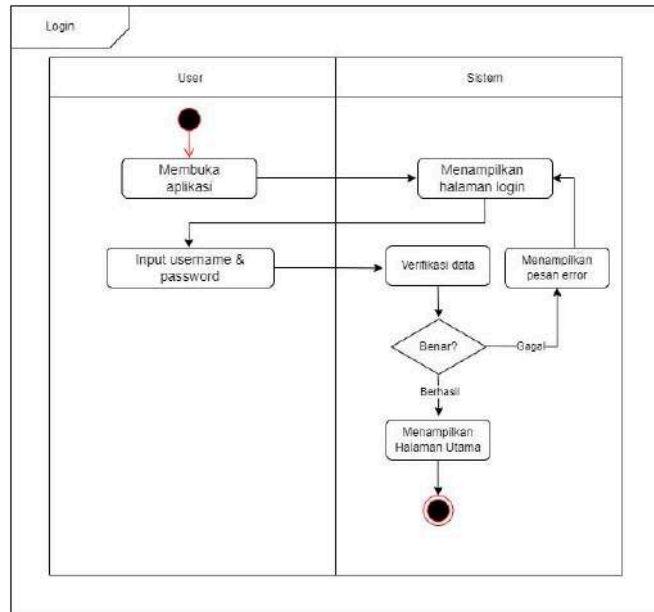 Login
User
Sistem
Membuka
aplikasi
Menampilkan
halaman login
Input username &
password
Verifikasi data
Menampilkan
pesan error
Benar?
Gagal
Berhasil
Menampilkan
Halaman Utama